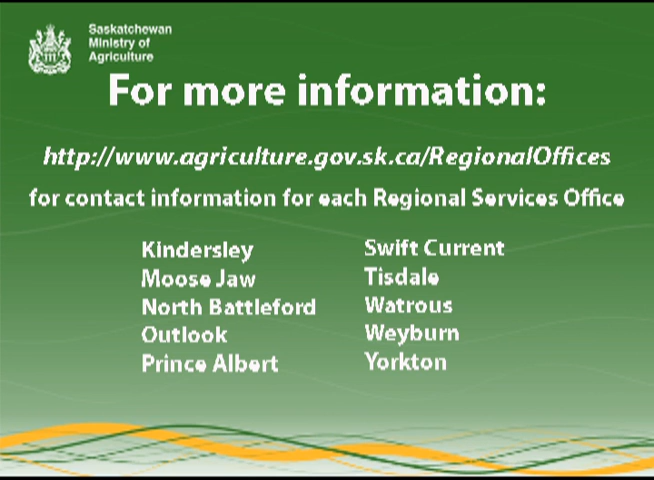 Saskatchewan
Ministry of
Agriculture
For more information:
http://www.agriculture.gov.sk.ca/RegionalOffices
for contact information for each Regional Services Office
Kindersley
Moose Jaw
North Battleford
Outlook
Prince Albert
Swift Current
Tisdale
Watrous
Weyburn
Yorkton